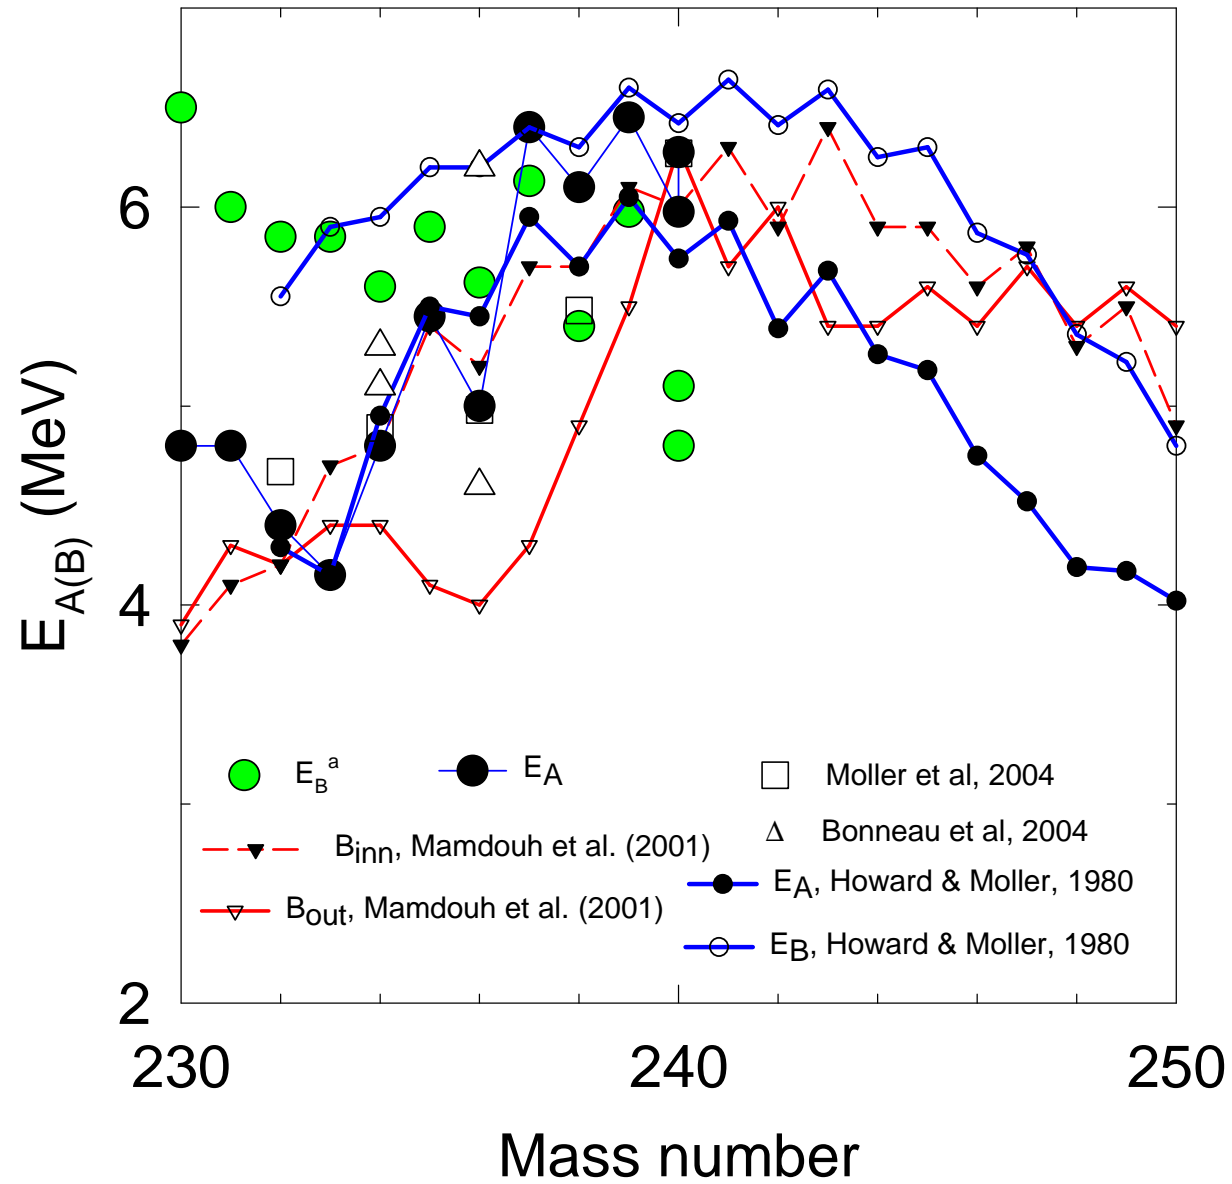 6
4
2
E_A(B) (MeV)
E_B^a
E_A
Moller et al, 2004
B_inn, Mamdouh et al. (2001)
Bonneau et al, 2004
E_A, Howard & Moller, 1980
B_out, Mamdouh et al. (2001)
E_B, Howard & Moller, 1980
230 240 250
Mass number